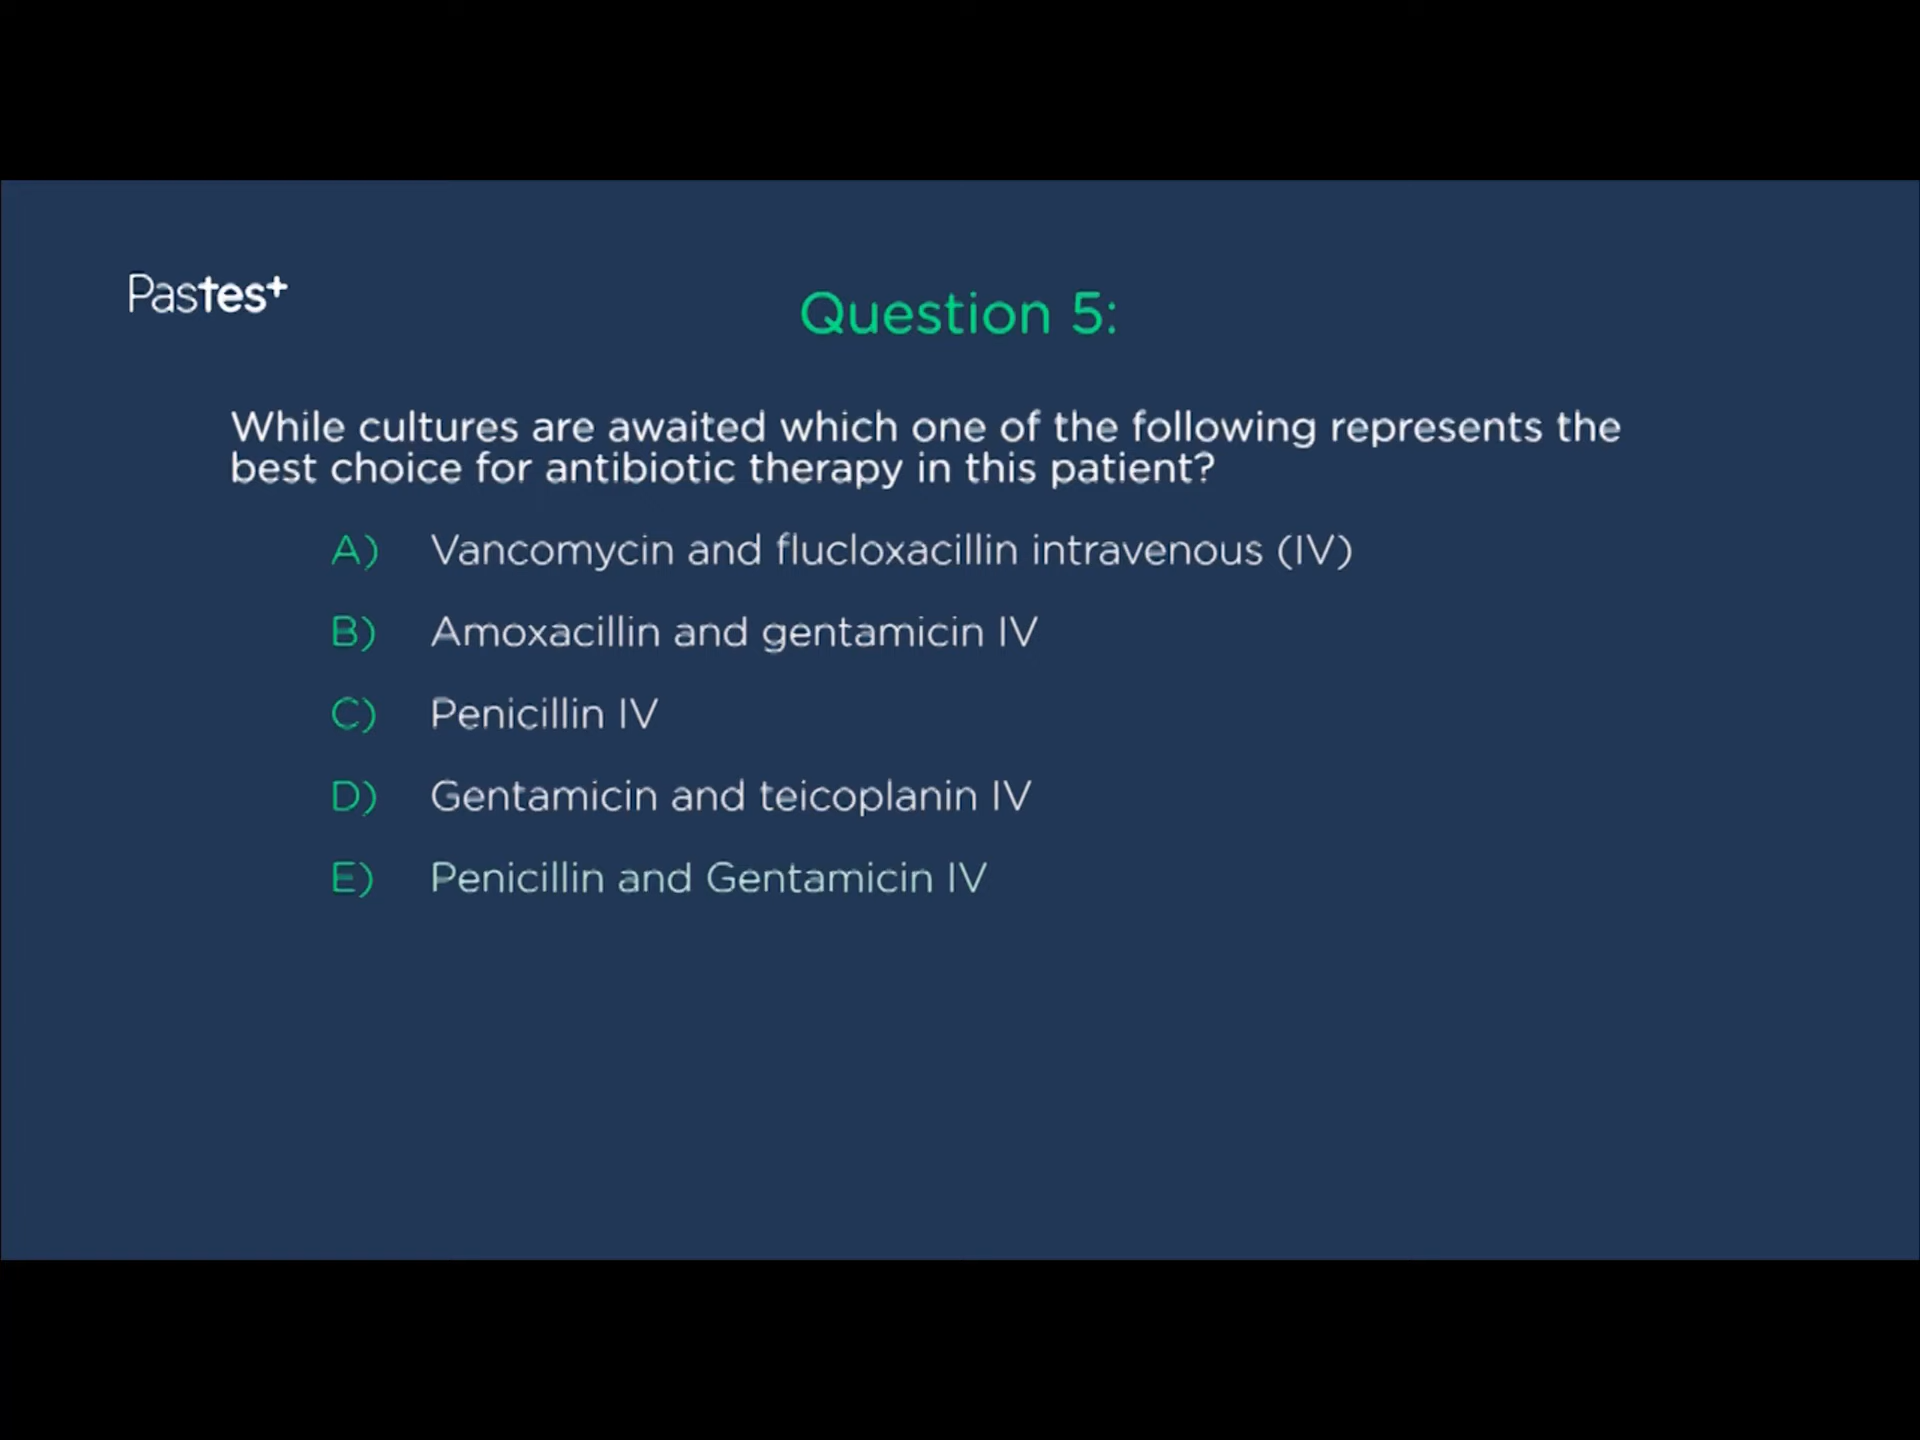 Pastest
Question 5:
While cultures are awaited which one of the following represents the
best choice for antibiotic therapy in this patient?
A) Vancomycin and flucloxacillin intravenous (IV)
B) Amoxacillin and gentamicin IV
C) Penicillin IV
D) Gentamicin and teicoplanin IV
E) Penicillin and Gentamicin IV